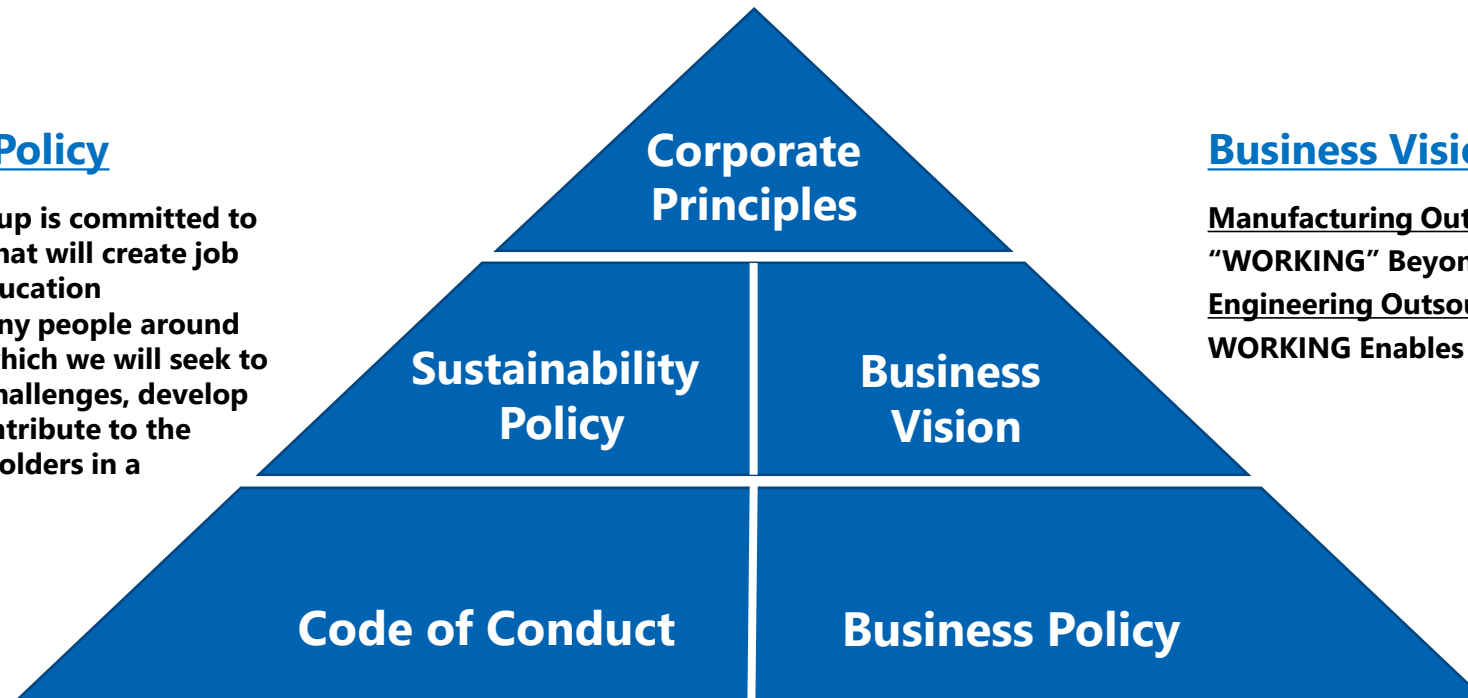 Corporate
Principles
Policy
up is committed to
hat will create job
ucation
ny people around
which we will seek to
hallenges, develop
ntribute to the
olders in a
Sustainability
Policy
Business
Vision
Business Visi
Manufacturing Out
“WORKING” Beyon
Engineering Outsou
WORKING Enables
Code of Conduct
Business Policy